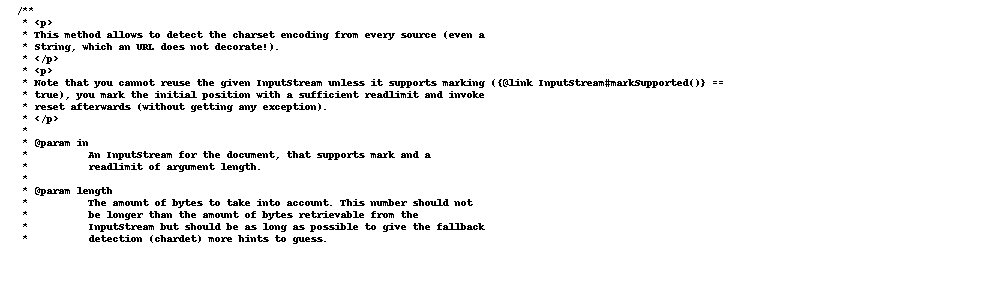 /**
 * <p>
 * This method allows to detect the charset encoding from every source (even a
 * String, which an URL does not decorate!).
 * </p>
 * <p>
 * Note that you cannot reuse the given InputStream unless it supports marking ({@link InputStream#markSupported()} ==
 * true), you mark the initial position with a sufficient readlimit and invoke
 * reset afterwards (without getting any exception).
 * </p>
 *
 * @param in
 *          An InputStream for the document, that supports mark and a
 *          readlimit of argument length.
 *
 * @param length
 *          The amount of bytes to take into account. This number should not
 *          be longer than the amount of bytes retrievable from the
 *          InputStream but should be as long as possible to give the fallback
 *          detection (chardet) more hints to guess.